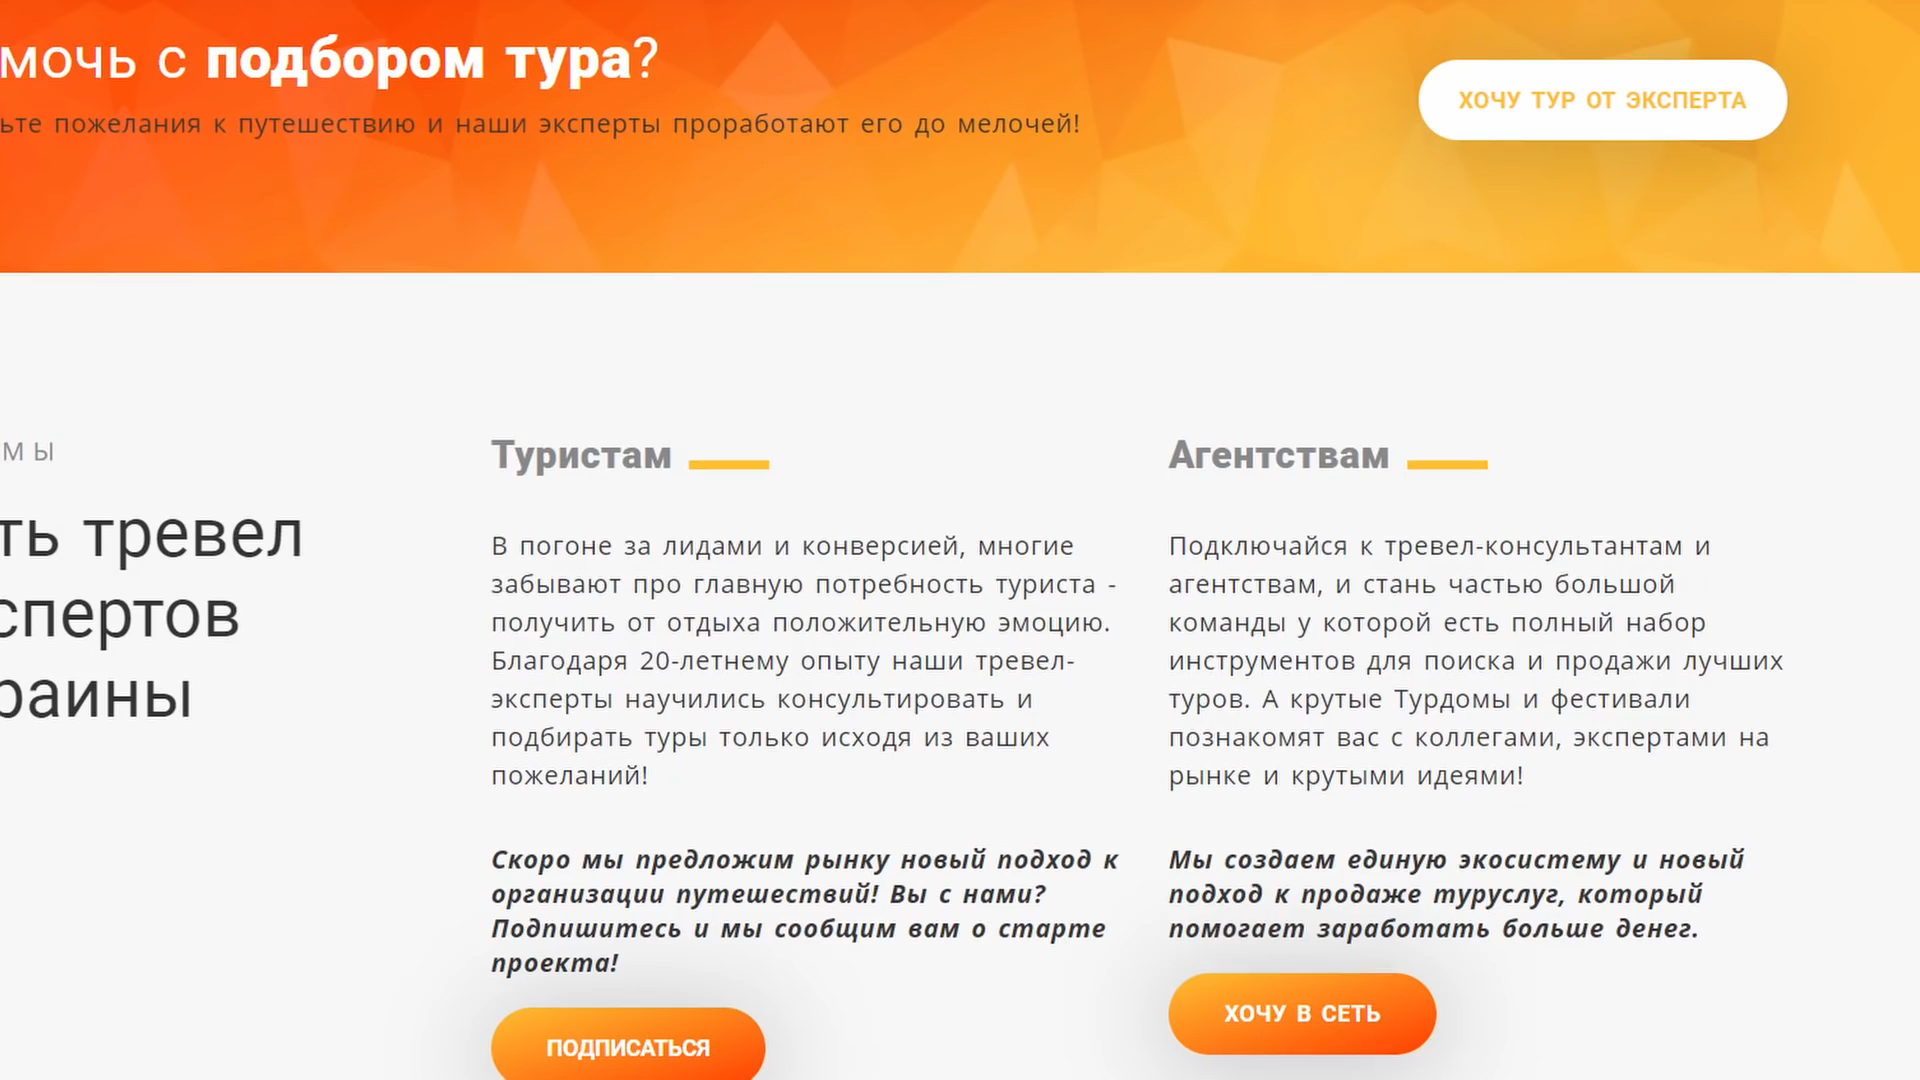 мочь с подбором тура?
ьте пожелания к путешествию и наши эксперты проработают его до мелочей!
ХОЧУ ТУР ОТ ЭКСПЕРТА
МЫ
ть тревел
спертов
раины
Туристам
В погоне за лидами и конверсией, многие
забывают про главную потребность туриста -
получить от отдыха положительную эмоцию.
Благодаря 20-летнему опыту наши тревел-
эксперты научились консультировать и
подбирать туры только исходя из ваших
пожеланий!
Скоро мы предложим рынку новый подход к
организации путешествий! Вы с нами?
Подпишитесь и мы сообщим вам о старте
проекта!
ПОДПИСАТЬСЯ
Агентствам
Подключайся к тревел-консультантам и
агентствам, и стань частью большой
команды у которой есть полный набор
инструментов для поиска и продажи лучших
туров. А крутые Турдомы и фестивали
познакомят вас с коллегами, экспертами на
рынке и крутыми идеями!
Мы создаем единую экосистему и новый
подход к продаже туруслуг, который
помогает заработать больше денег.
ХОЧУ В СЕТЬ